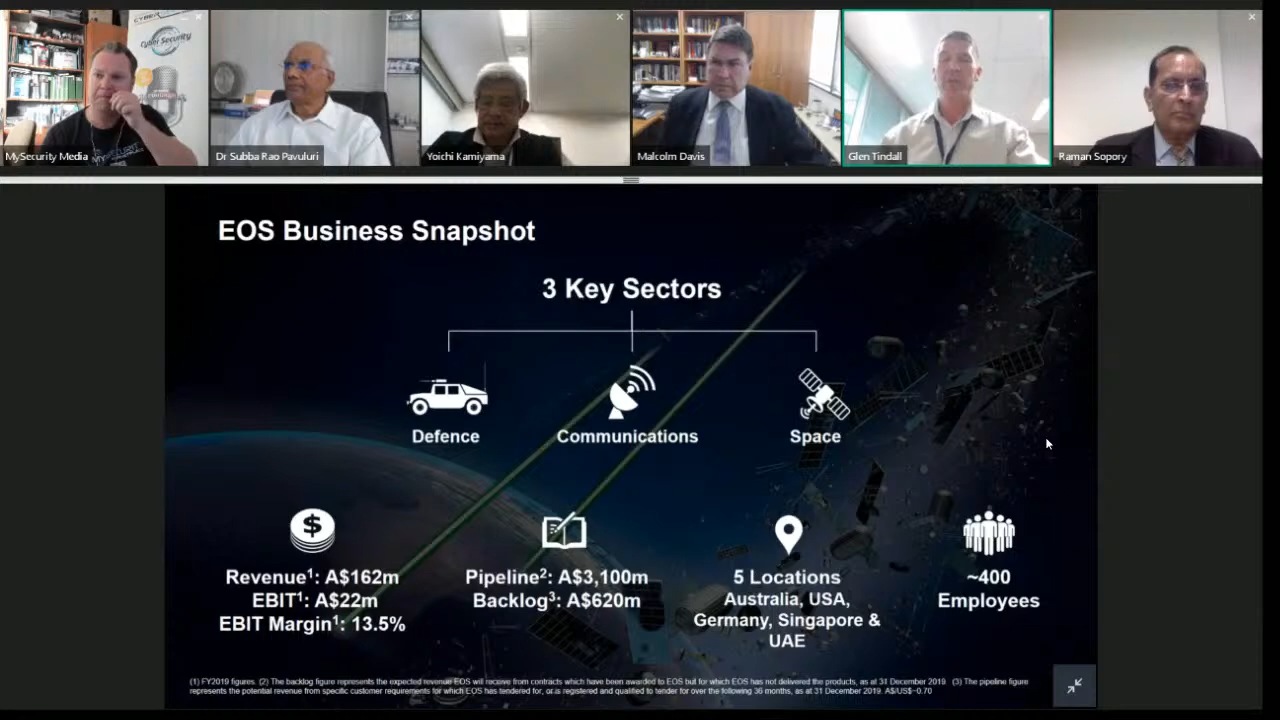 Cyber Security
MySecurity Media
Dr Subba Rao Pavuluri
Yoichi Kamiyama
Malcolm Davis
Glen Tindall
Raman Sopory
EOS Business Snapshot
3 Key Sectors
Defence
Communications
Space
Revenue¹: A$162m
EBIT¹: A$22m
EBIT Margin¹: 13.5%
Pipeline²: A$3,100m
Backlog³: A$620m
5 Locations
Australia, USA,
Germany, Singapore &
UAE
~400
Employees
(1) FY2019 figures. (2) The backlog figure represents the expected revenue EOS will receive from contracts which have been awarded to EOS but for which EOS has not delivered the products, as at 31 December 2019. (3) The pipeline figure
represents the potential revenue from specific customer requirements for which EOS has tendered for, or is registered and qualified to tender for over the following 36 months, as at 31 December 2019. A$/US$~0.70